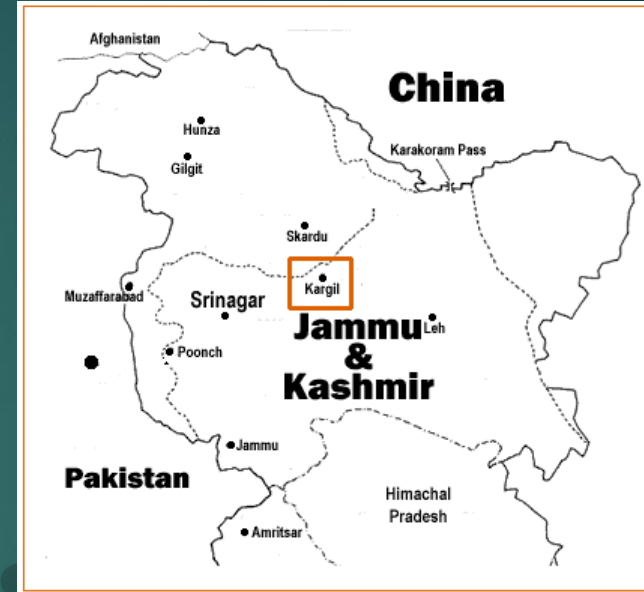 Afghanistan
China
Hunza
Karakoram Pass
Gilgit
Skardu
Kargil
Muzaffarabad
Srinagar
Jammu
&
Kashmir
Leh
Poonch
Jammu
Pakistan
Himachal
Pradesh
Amritsar